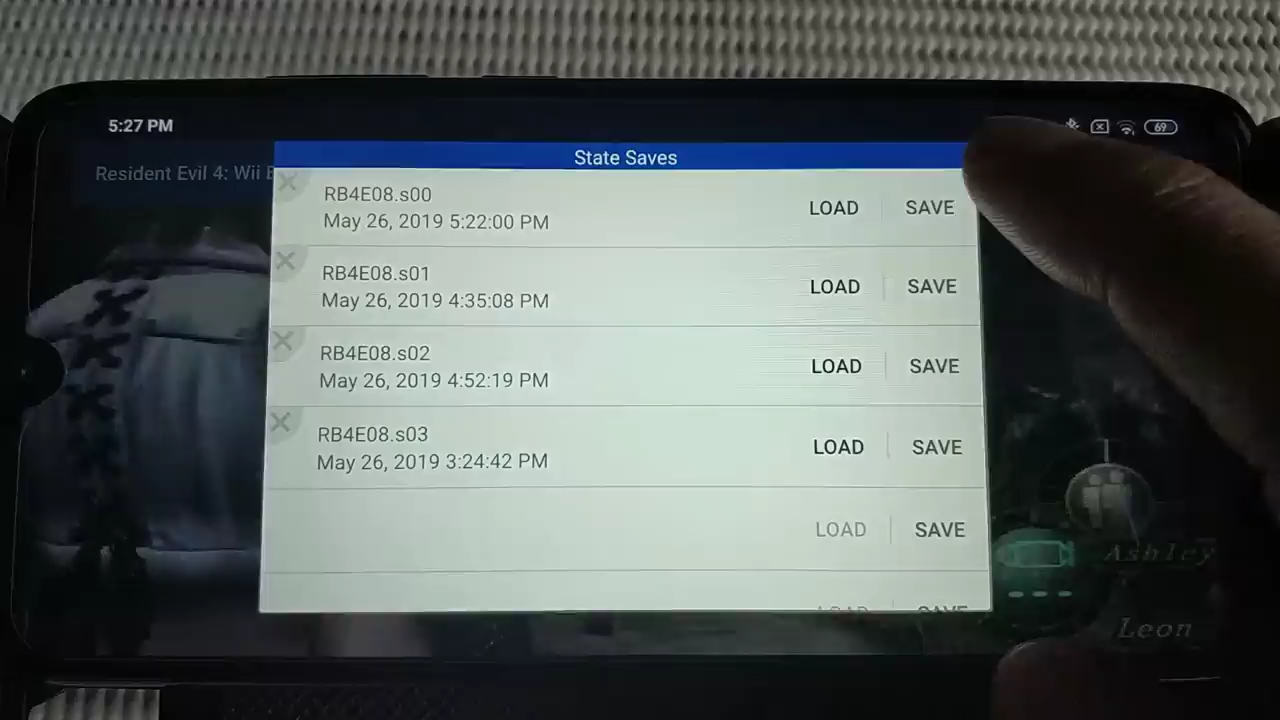 5:27 PM
69
Resident Evil 4: Wii
State Saves
RB4E08.s00
May 26, 2019 5:22:00 PM
LOAD
SAVE
RB4E08.s01
May 26, 2019 4:35:08 PM
LOAD
SAVE
RB4E08.s02
May 26, 2019 4:52:19 PM
LOAD
SAVE
RB4E08.s03
May 26, 2019 3:24:42 PM
LOAD
SAVE
LOAD
SAVE
LOAD
SAVE
Ashley
Leon